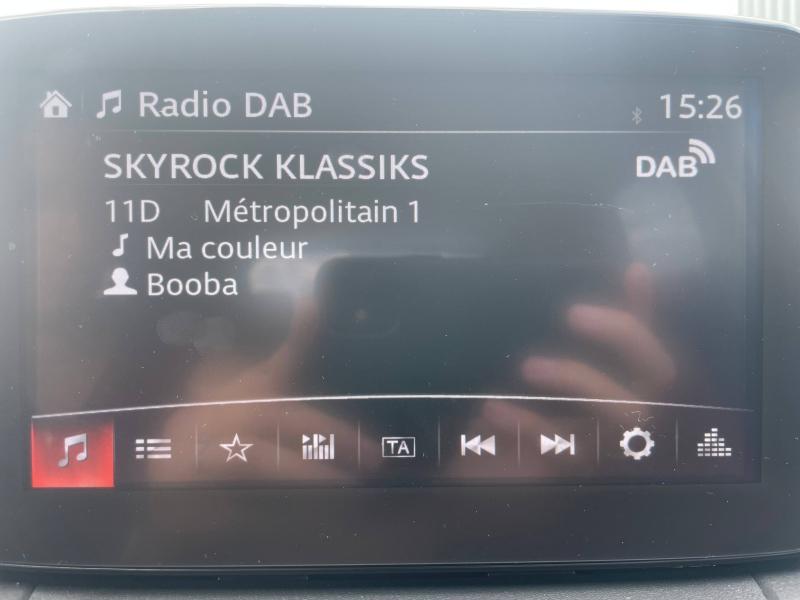 Radio DAB 15:26
SKYROCK KLASSIKS DAB
11D Métropolitain 1
Ma couleur
Booba
TA